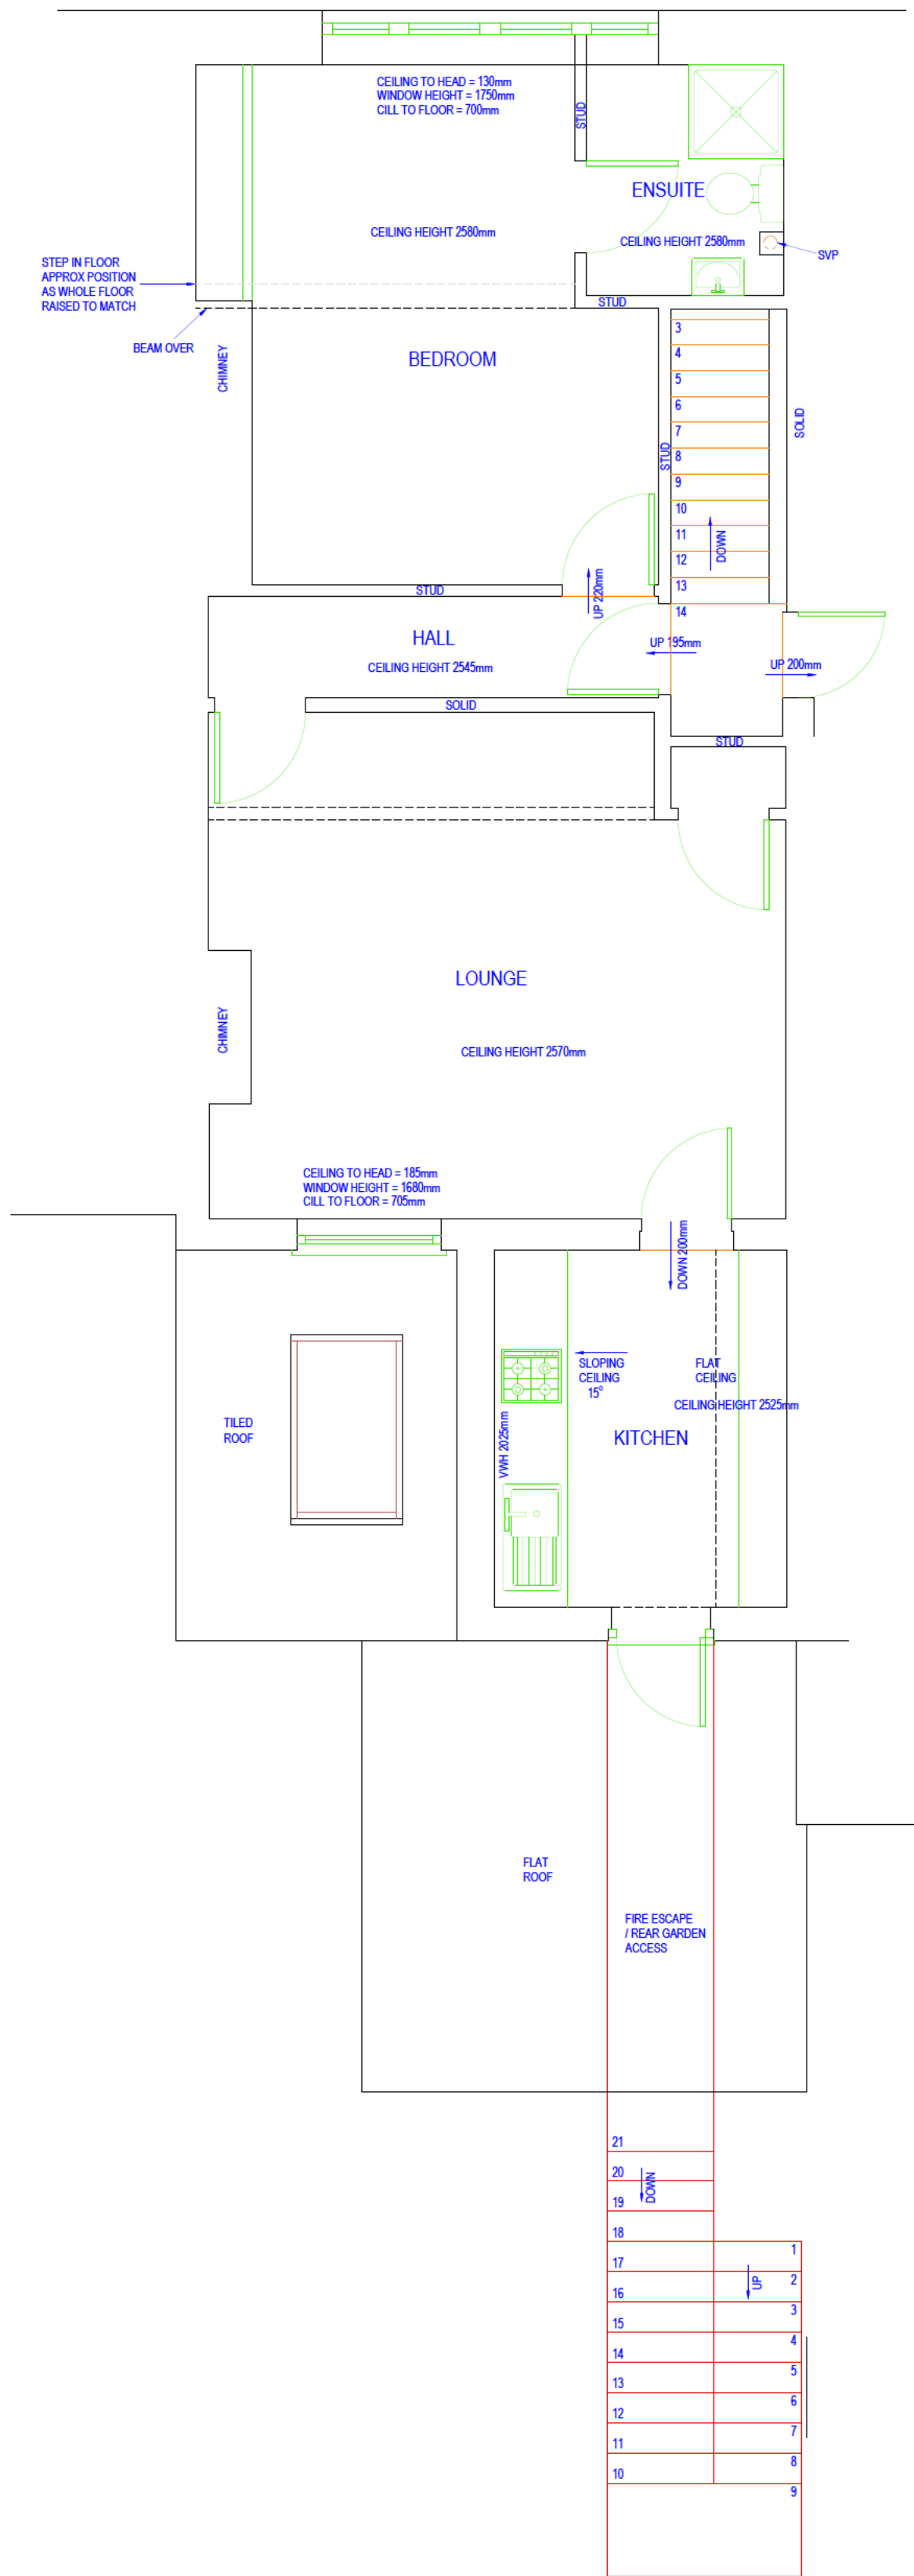 CEILING TO HEAD = 130mm
WINDOW HEIGHT = 1750mm
CILL TO FLOOR = 700mm
STUD
ENSUITE
CEILING HEIGHT 2580mm
CEILING HEIGHT 2580mm
SVP
STEP IN FLOOR
APPROX POSITION
AS WHOLE FLOOR
RAISED TO MATCH
STUD
BEAM OVER
CHIMNEY
BEDROOM
3
4
5
6
7
8
9
10
11
12
13
14
STUD
SOLID
DOWN
STUD
UP 220mm
HALL
CEILING HEIGHT 2545mm
UP 195mm
UP 200mm
SOLID
STUD
LOUNGE
CHIMNEY
CEILING HEIGHT 2570mm
CEILING TO HEAD = 185mm
WINDOW HEIGHT = 1680mm
CILL TO FLOOR = 705mm
DOWN 200mm
SLOPING
CEILING
15°
FLAT
CEILING
CEILING HEIGHT 2525mm
TILED
ROOF
VWH 2025mm
KITCHEN
FLAT
ROOF
FIRE ESCAPE
/ REAR GARDEN
ACCESS
21
20
19
18
17
16
15
14
13
12
11
10
DOWN
1
2
3
4
5
6
7
8
9
UP